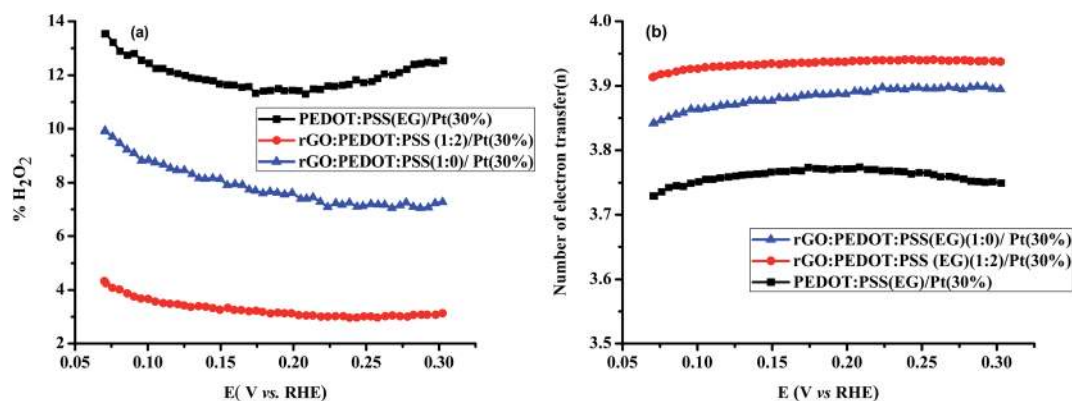 (a)
14
12
10
8
6
4
2
% H2O2
PEDOT:PSS(EG)/Pt(30%)
rGO:PEDOT:PSS (1:2)/Pt(30%)
rGO:PEDOT:PSS(1:0)/ Pt(30%)
0.05 0.10 0.15 0.20 0.25 0.30
E( V vs. RHE)
(b)
4.0
3.9
3.8
3.7
3.6
3.5
Number of electron transfer(n)
rGO:PEDOT:PSS(EG)(1:0)/ Pt(30%)
rGO:PEDOT:PSS (EG)(1:2)/Pt(30%)
PEDOT:PSS(EG)/Pt(30%)
0.05 0.10 0.15 0.20 0.25 0.30
E (V vs RHE)